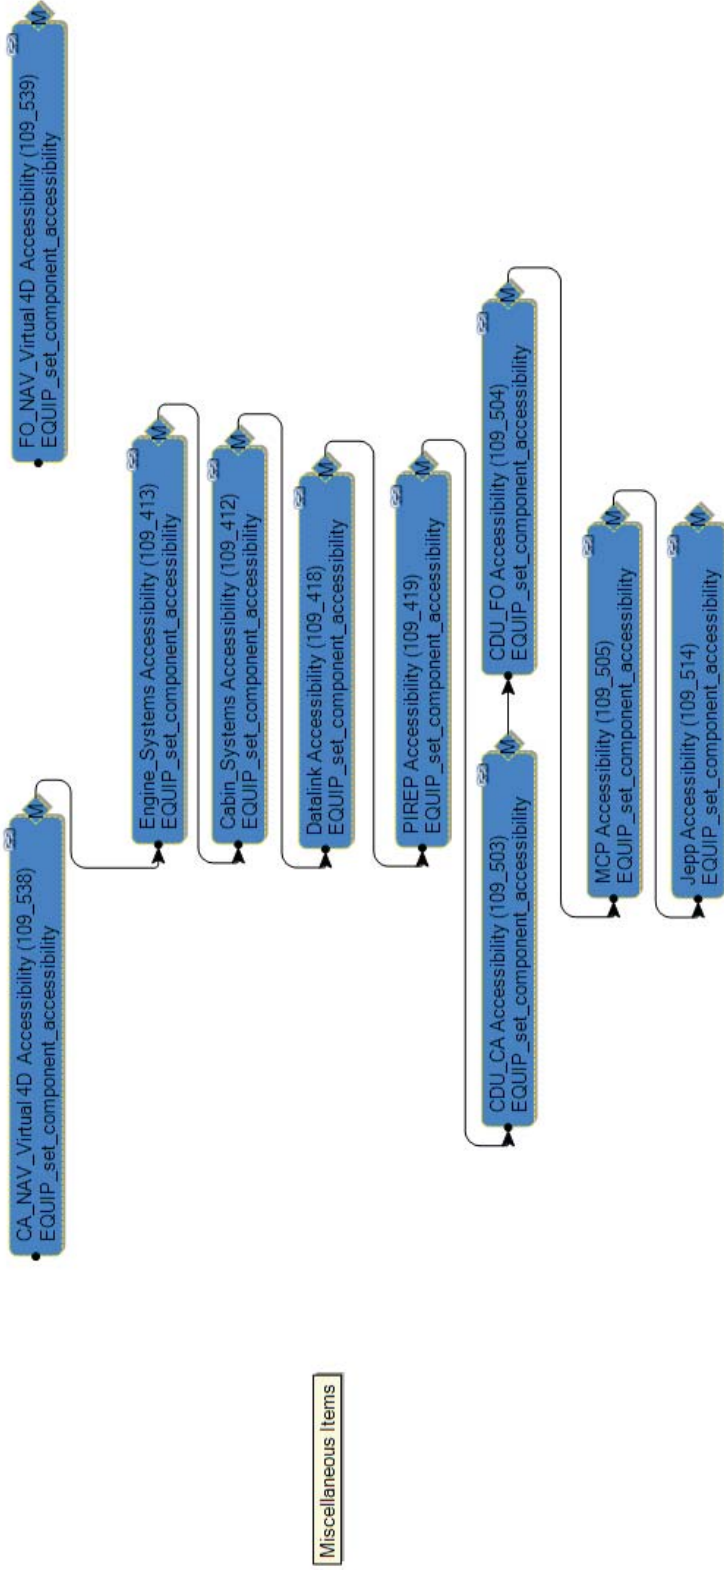 CA_NAV_Virtual 4D Accessibility (109_538)
EQUIP_set_component_accessibility
M
FO_NAV_Virtual 4D Accessibility (109_539)
EQUIP_set_component_accessibility
M
Engine_Systems Accessibility (109_413)
EQUIP_set_component_accessibility
M
Cabin_Systems Accessibility (109_412)
EQUIP_set_component_accessibility
M
Miscellaneous Items
Datalink Accessibility (109_418)
EQUIP_set_component_accessibility
M
PIREP Accessibility (109_419)
EQUIP_set_component_accessibility
M
CDU_CA Accessibility (109_503)
EQUIP_set_component_accessibility
M
CDU_FO Accessibility (109_504)
EQUIP_set_component_accessibility
M
MCP Accessibility (109_505)
EQUIP_set_component_accessibility
M
Jepp Accessibility (109_514)
EQUIP_set_component_accessibility
M